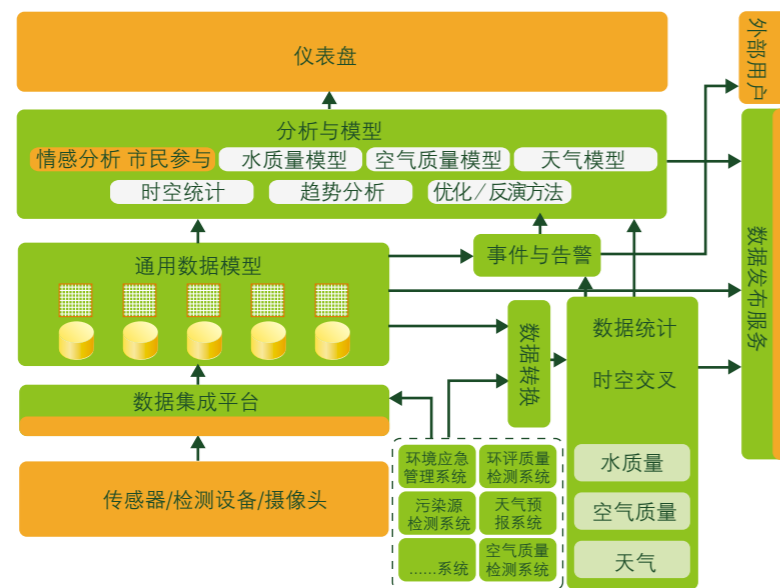 仪表盘
外部用户
分析与模型
情感分析 市民参与
水质量模型
空气质量模型
天气模型
时空统计
趋势分析
优化／反演方法
数据发布服务
通用数据模型
事件与告警
数据转换
数据统计
时空交叉
水质量
空气质量
天气
数据集成平台
传感器/检测设备/摄像头
环境应急
管理系统
环评质量
检测系统
污染源
检测系统
天气预
报系统
……系统
空气质量
检测系统